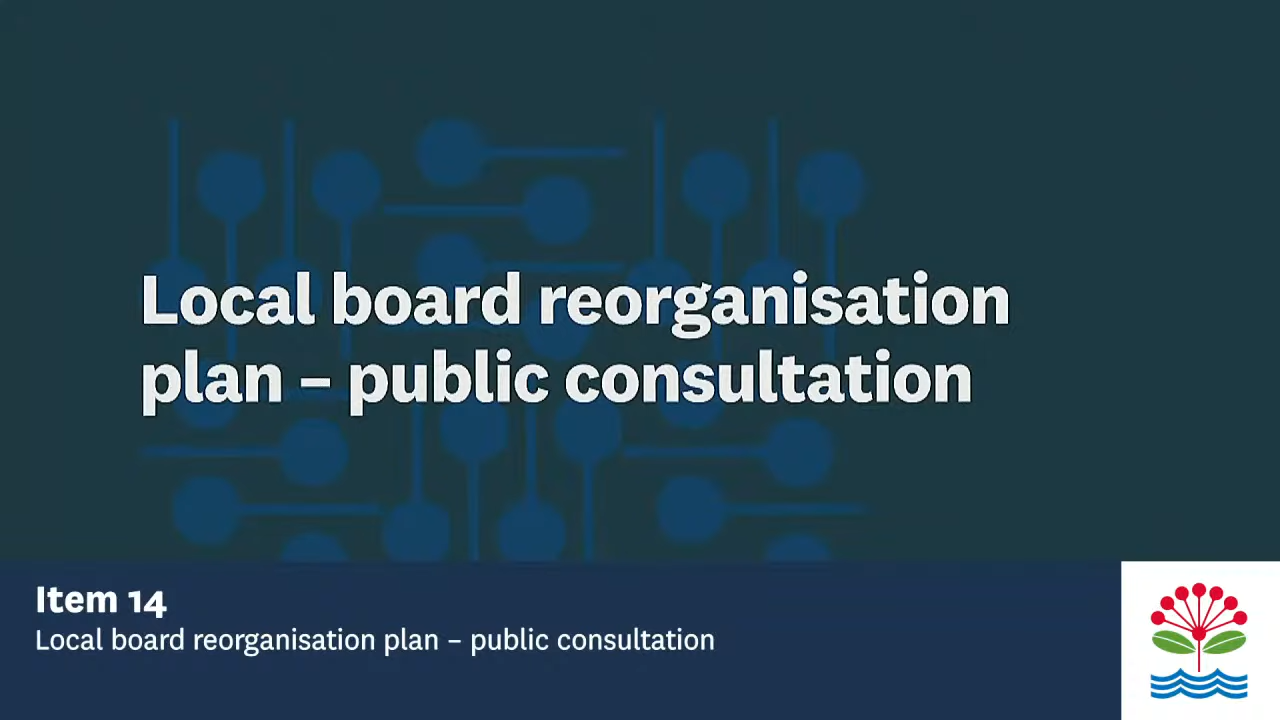 Local board reorganisation
plan – public consultation
Item 14
Local board reorganisation plan – public consultation